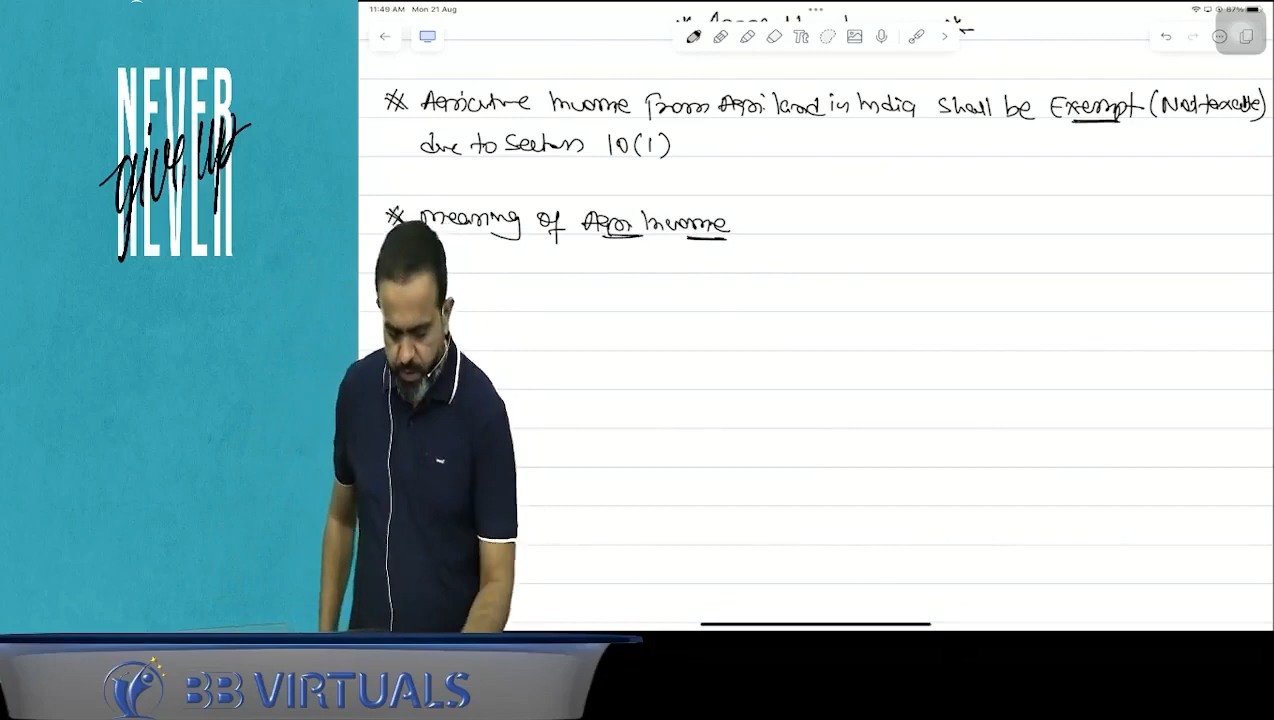 11:49 AM Mon 21 Aug
87%
NEVER
give up
NEVER
* Agriculture Income from Agri land in India shall be Exempt (Not taxable)
due to Section 10(1)
* Meaning of Agri Income
BB VIRTUALS